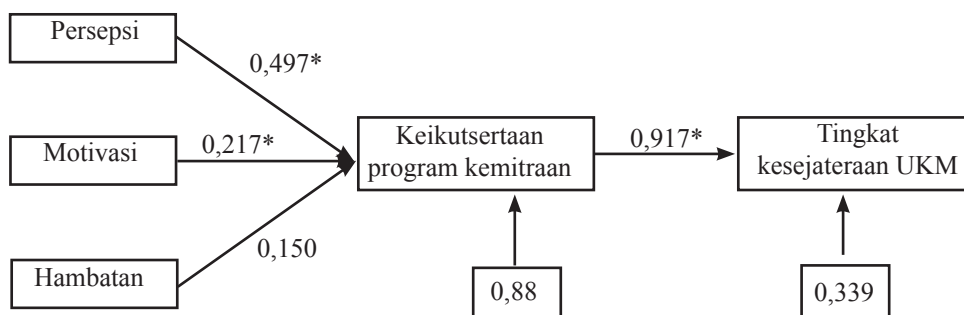 Persepsi
0,497*
Motivasi
0,217*
Keikutsertaan
program kemitraan
0,917*
Tingkat
kesejateraan UKM
Hambatan
0,150
0,88
0,339